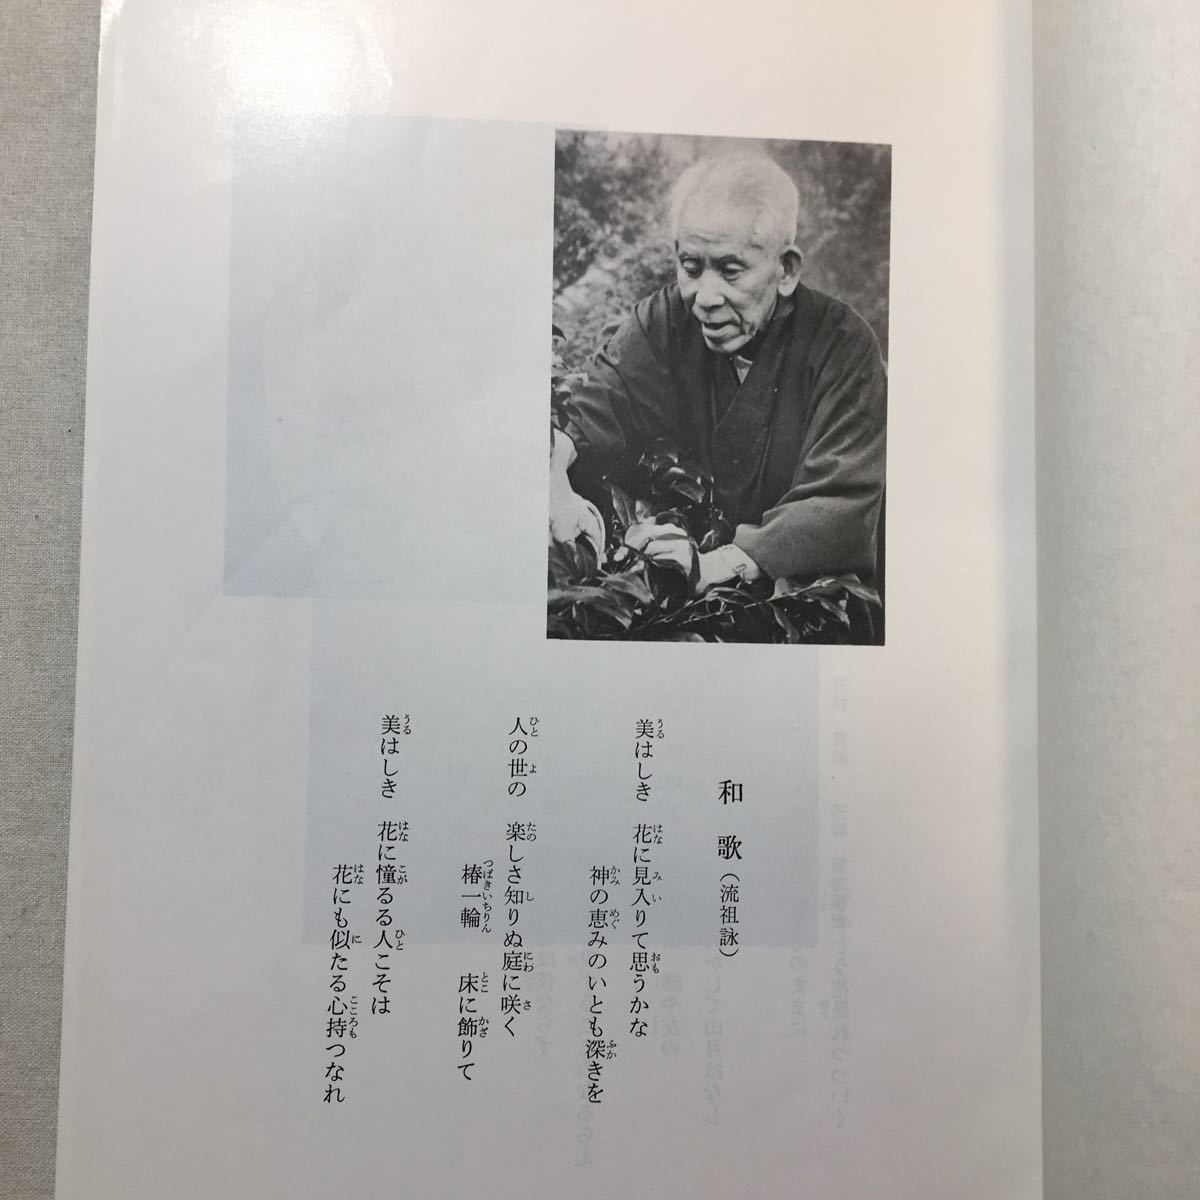 和歌（流祖詠）
美はしき　花に見入りて思うかな
神の恵みのいとも深きを
人の世の　楽しさ知りぬ庭に咲く
椿一輪　床に飾りて
美はしき　花に憧るる人こそは
花にも似たる心持つなれ